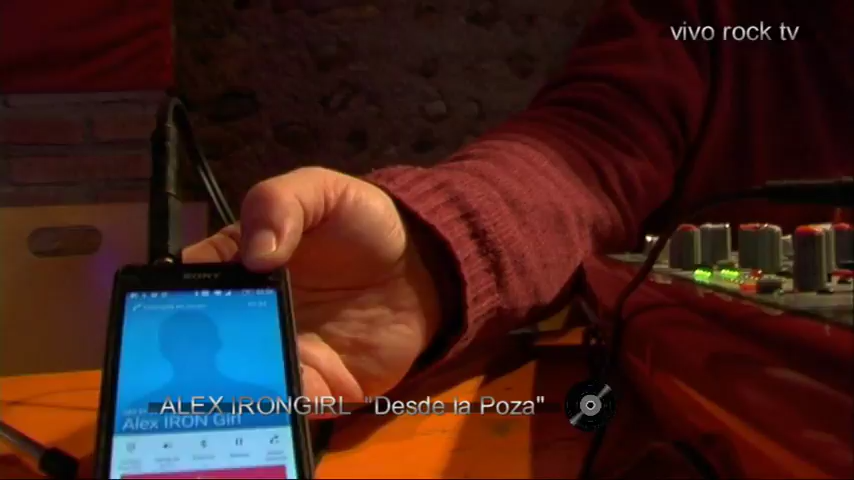 vivo rock tv
SONY
Alex IRON Girl
ALEX IRONGIRL "Desde la Poza"